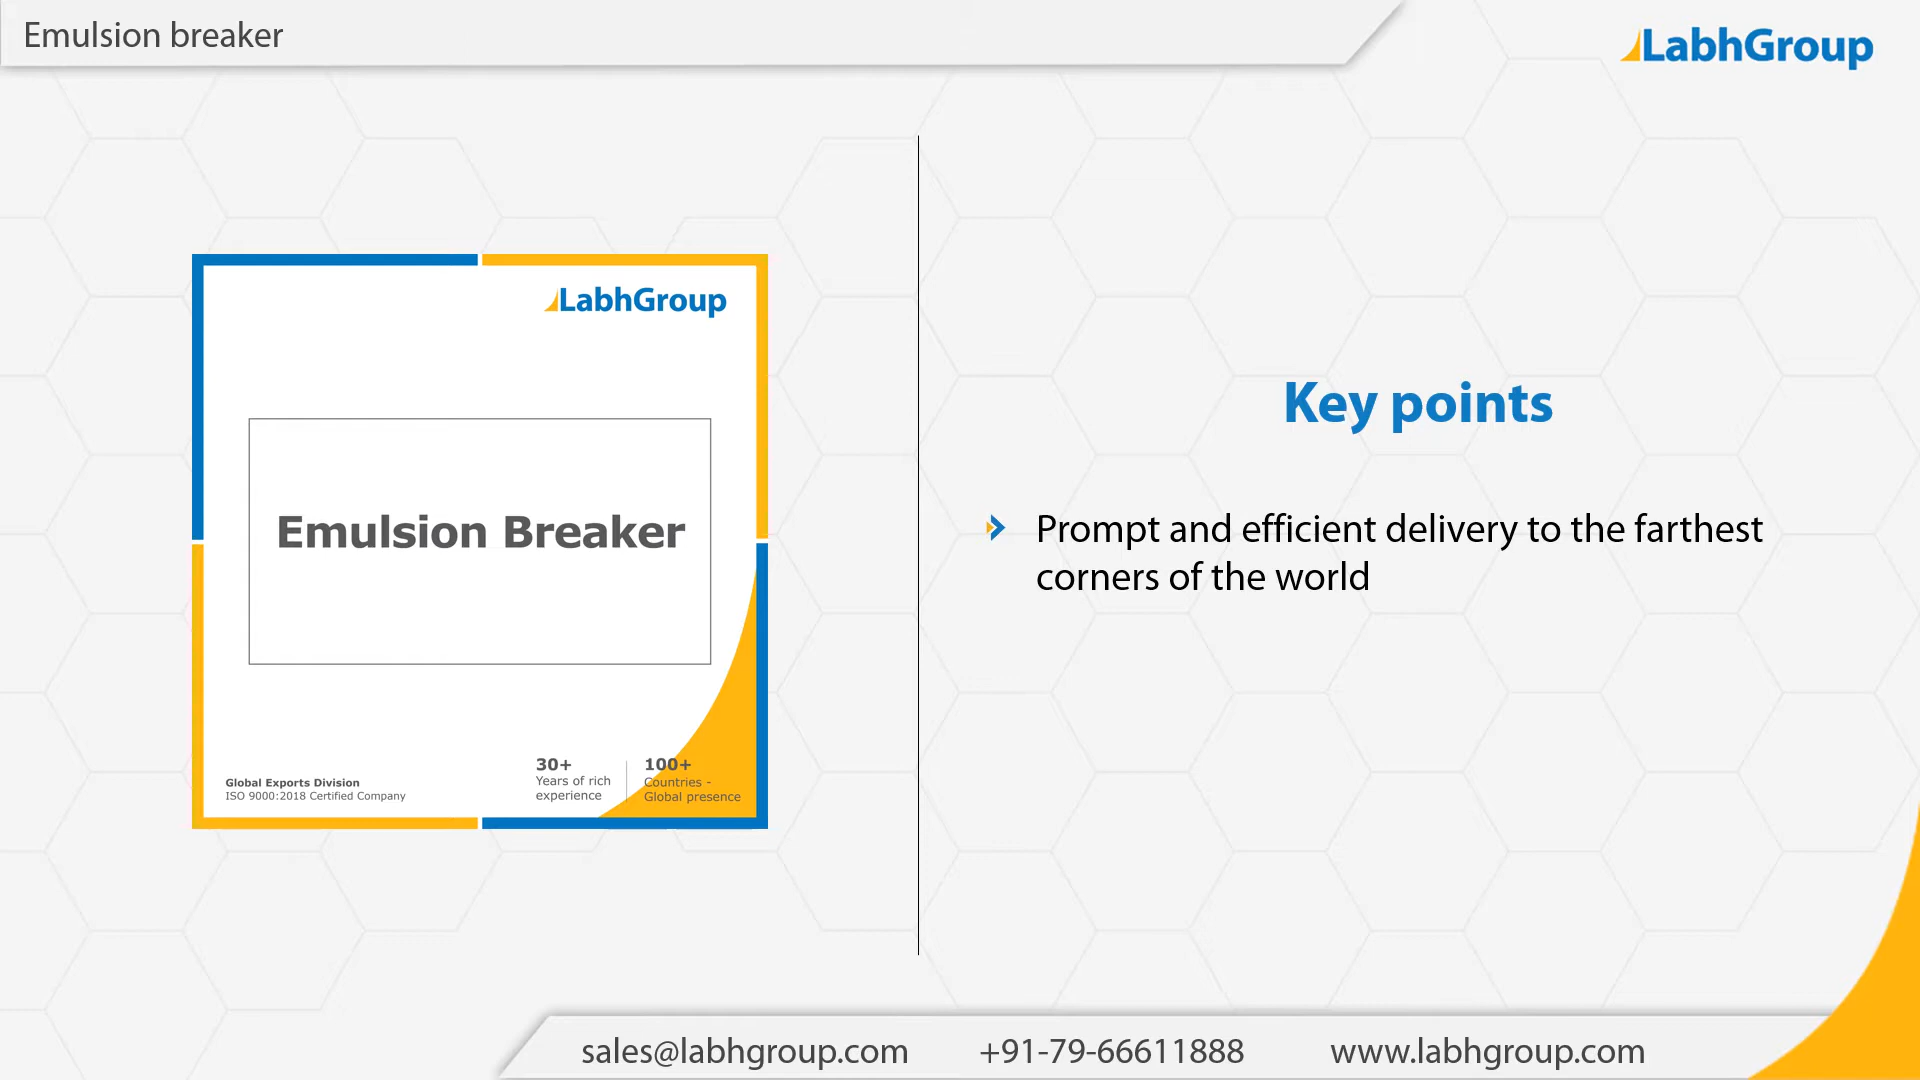 Emulsion breaker
LabhGroup
LabhGroup
Emulsion Breaker
Global Exports Division
ISO 9000:2018 Certified Company
30+
Years of rich
experience
100+
Countries -
Global presence
Key points
Prompt and efficient delivery to the farthest
corners of the world
sales@labhgroup.com +91-79-66611888 www.labhgroup.com